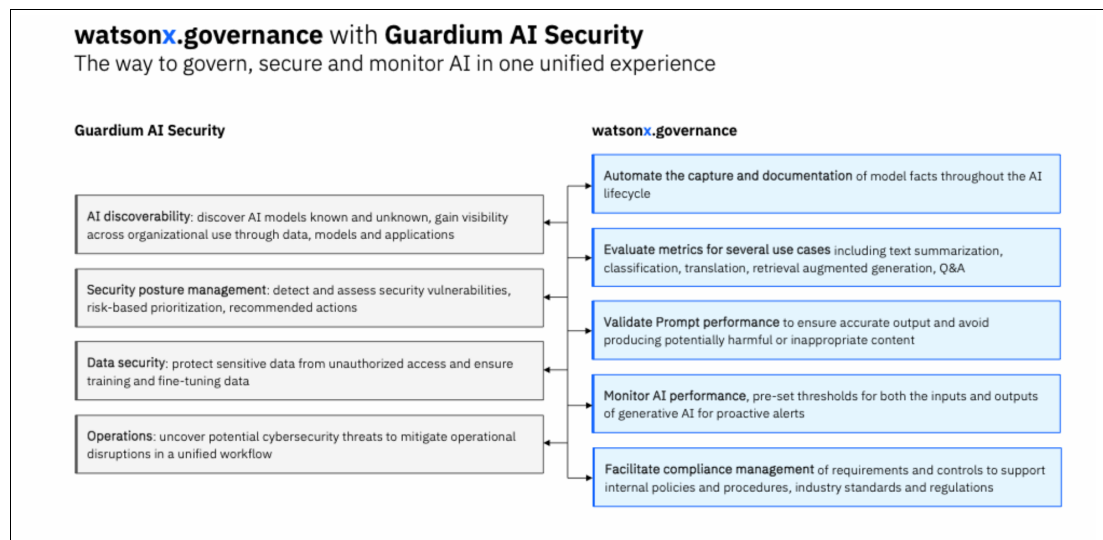 watsonx.governance with Guardium AI Security
The way to govern, secure and monitor AI in one unified experience
Guardium AI Security
AI discoverability: discover AI models known and unknown, gain visibility
across organizational use through data, models and applications
Security posture management: detect and assess security vulnerabilities,
risk-based prioritization, recommended actions
Data security: protect sensitive data from unauthorized access and ensure
training and fine-tuning data
Operations: uncover potential cybersecurity threats to mitigate operational
disruptions in a unified workflow
watsonx.governance
Automate the capture and documentation of model facts throughout the AI
lifecycle
Evaluate metrics for several use cases including text summarization,
classification, translation, retrieval augmented generation, Q&A
Validate Prompt performance to ensure accurate output and avoid
producing potentially harmful or inappropriate content
Monitor AI performance, pre-set thresholds for both the inputs and outputs
of generative AI for proactive alerts
Facilitate compliance management of requirements and controls to support
internal policies and procedures, industry standards and regulations